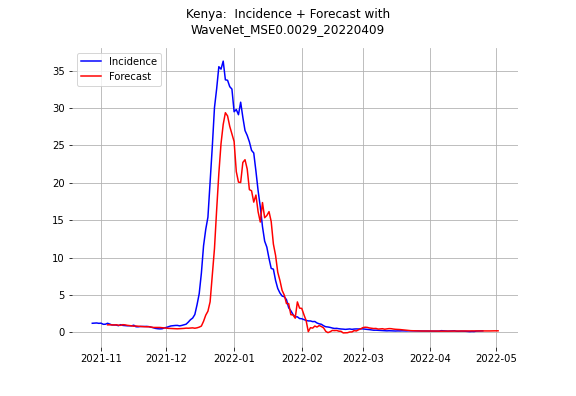 Kenya:  Incidence + Forecast with
WaveNet_MSE0.0029_20220409
Incidence
Forecast
35
30
25
20
15
10
5
0
2021-11 2021-12 2022-01 2022-02 2022-03 2022-04 2022-05